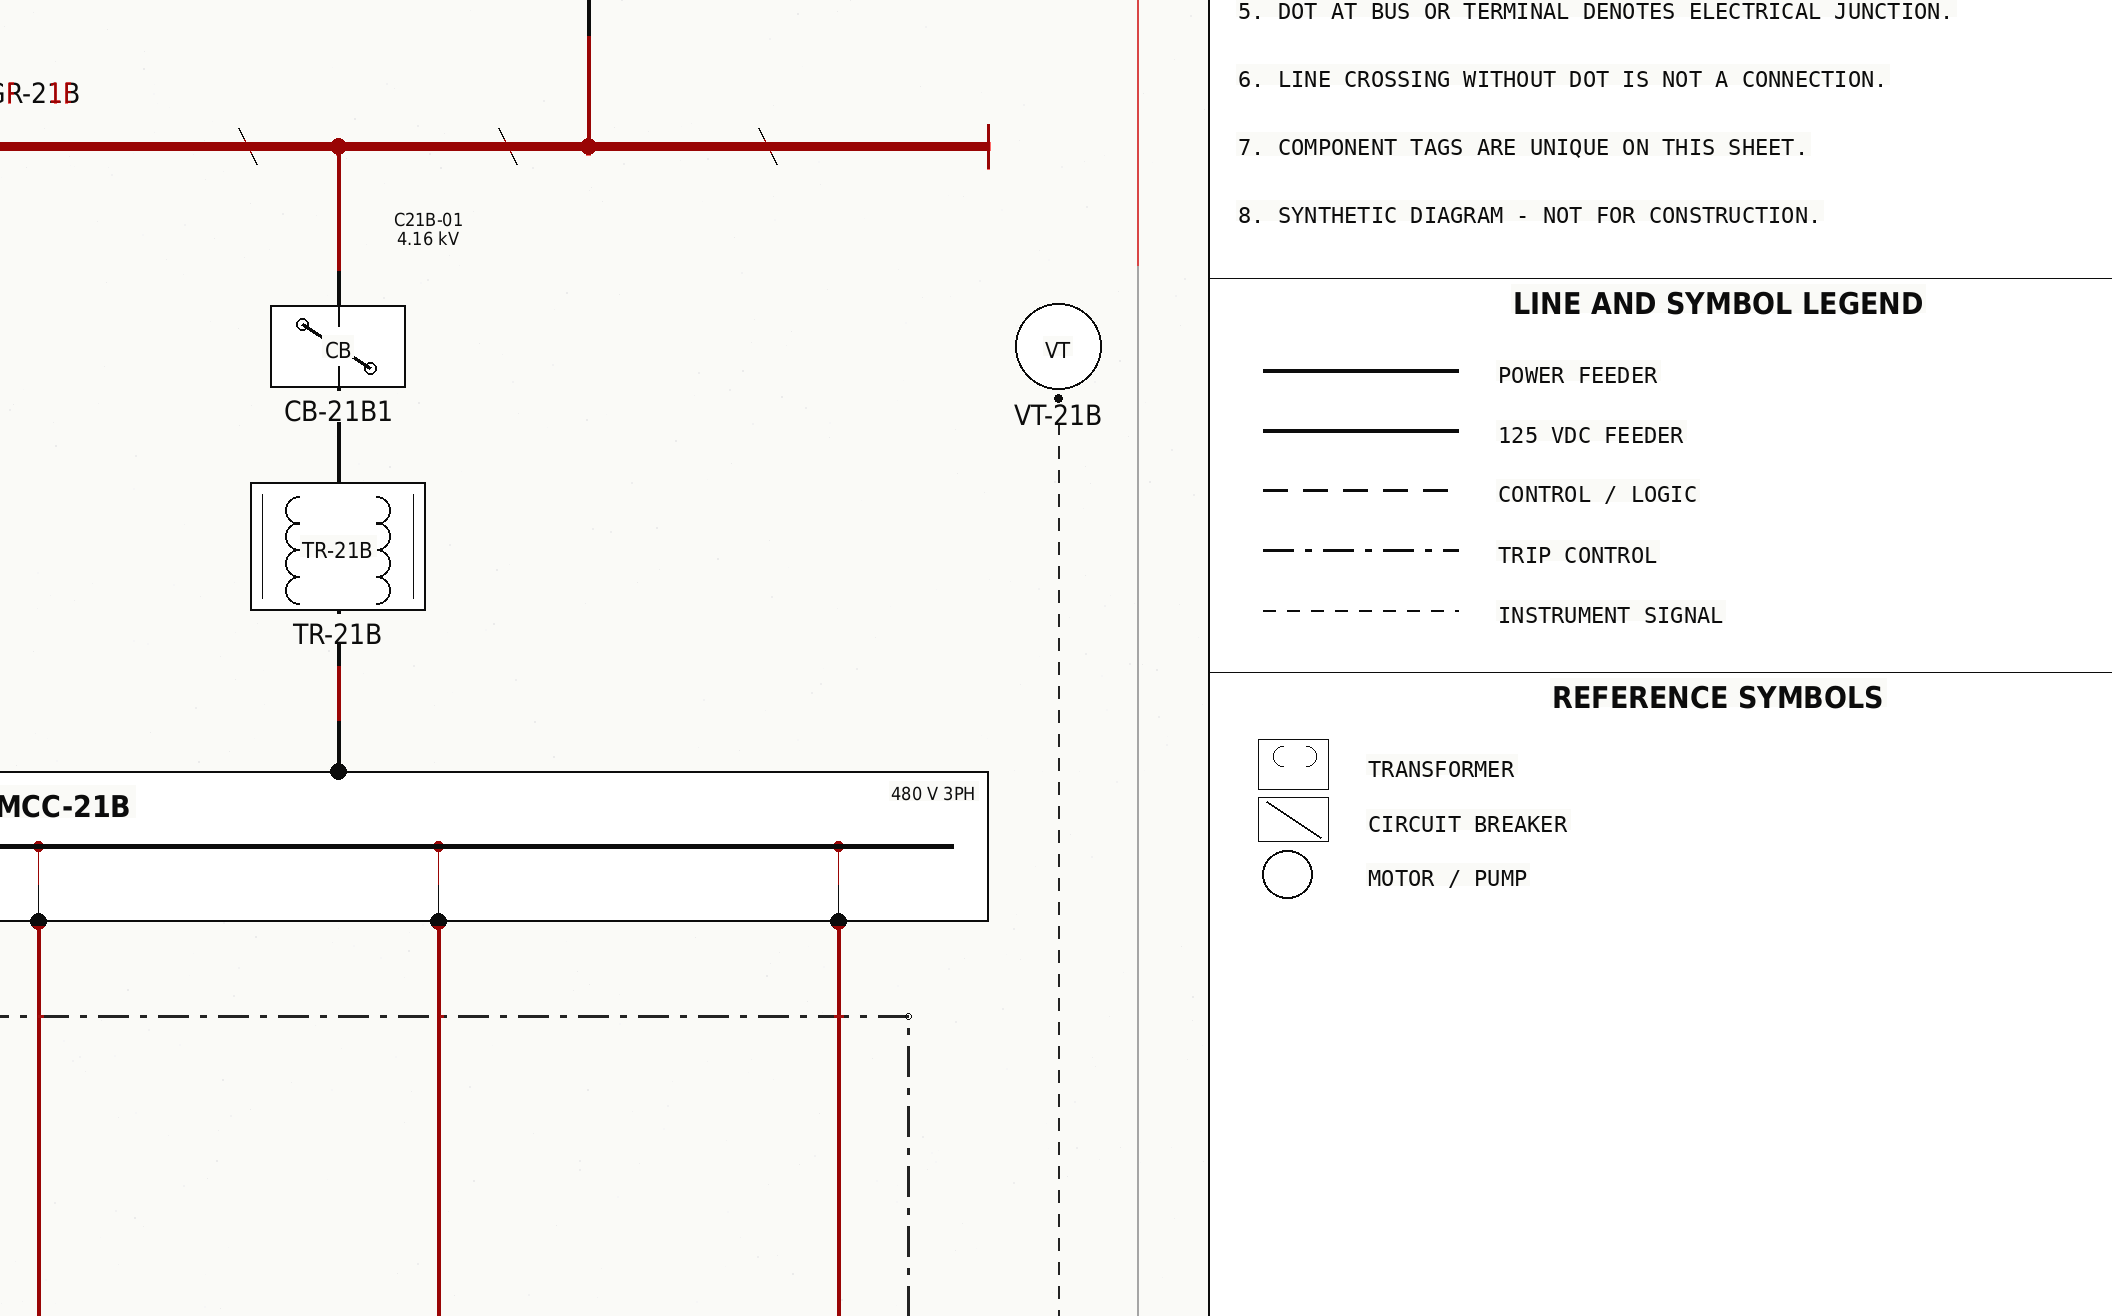 GR-21B
C21B-01
4.16 kV
CB
CB-21B1
VT
VT-21B
TR-21B
TR-21B
MCC-21B
480 V 3PH
5. DOT AT BUS OR TERMINAL DENOTES ELECTRICAL JUNCTION.
6. LINE CROSSING WITHOUT DOT IS NOT A CONNECTION.
7. COMPONENT TAGS ARE UNIQUE ON THIS SHEET.
8. SYNTHETIC DIAGRAM - NOT FOR CONSTRUCTION.
LINE AND SYMBOL LEGEND
POWER FEEDER
125 VDC FEEDER
CONTROL / LOGIC
TRIP CONTROL
INSTRUMENT SIGNAL
REFERENCE SYMBOLS
TRANSFORMER
CIRCUIT BREAKER
MOTOR / PUMP